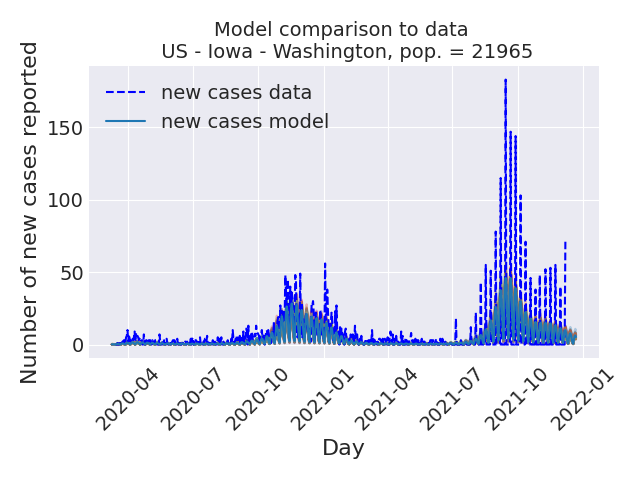 Model comparison to data
US - Iowa - Washington, pop. = 21965
Number of new cases reported
new cases data
new cases model
150
100
50
0
2020-04
2020-07
2020-10
2021-01
2021-04
2021-07
2021-10
2022-01
Day